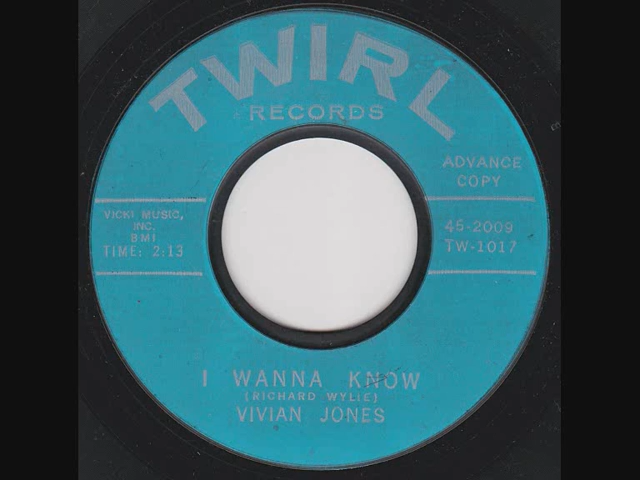 TWIRL
RECORDS
ADVANCE
COPY
VICKI MUSIC,
INC.
BMI
TIME: 2:13
45-2009
TW-1017
I WANNA KNOW
(RICHARD WYLIE)
VIVIAN JONES